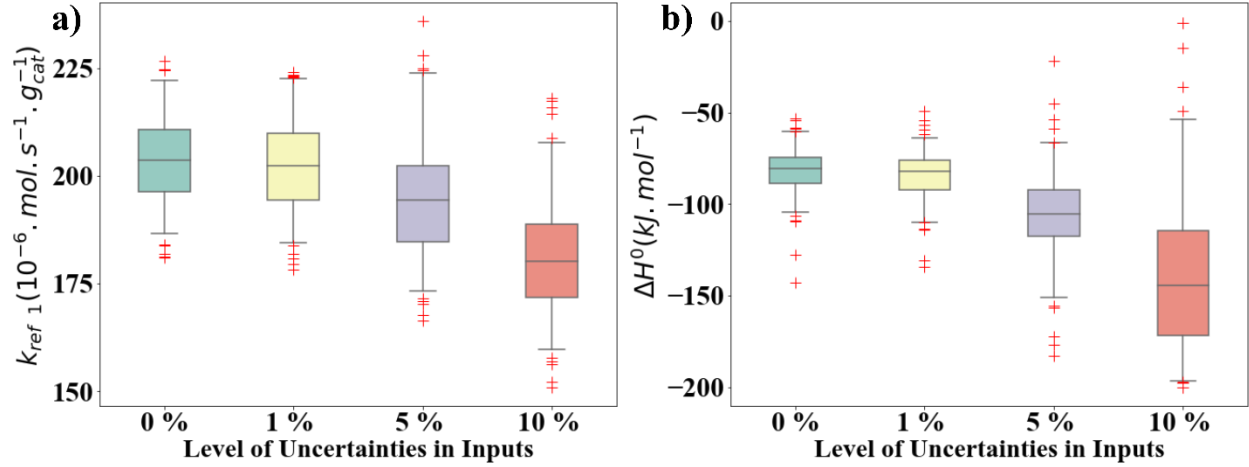 a)
k_ref 1 (10^-6.mol.s^-1.g_cat^-1)
225
200
175
150
0 % 1 % 5 % 10 %
Level of Uncertainties in Inputs
b)
ΔH^0(kJ.mol^-1)
0
−50
−100
−150
−200
0 % 1 % 5 % 10 %
Level of Uncertainties in Inputs